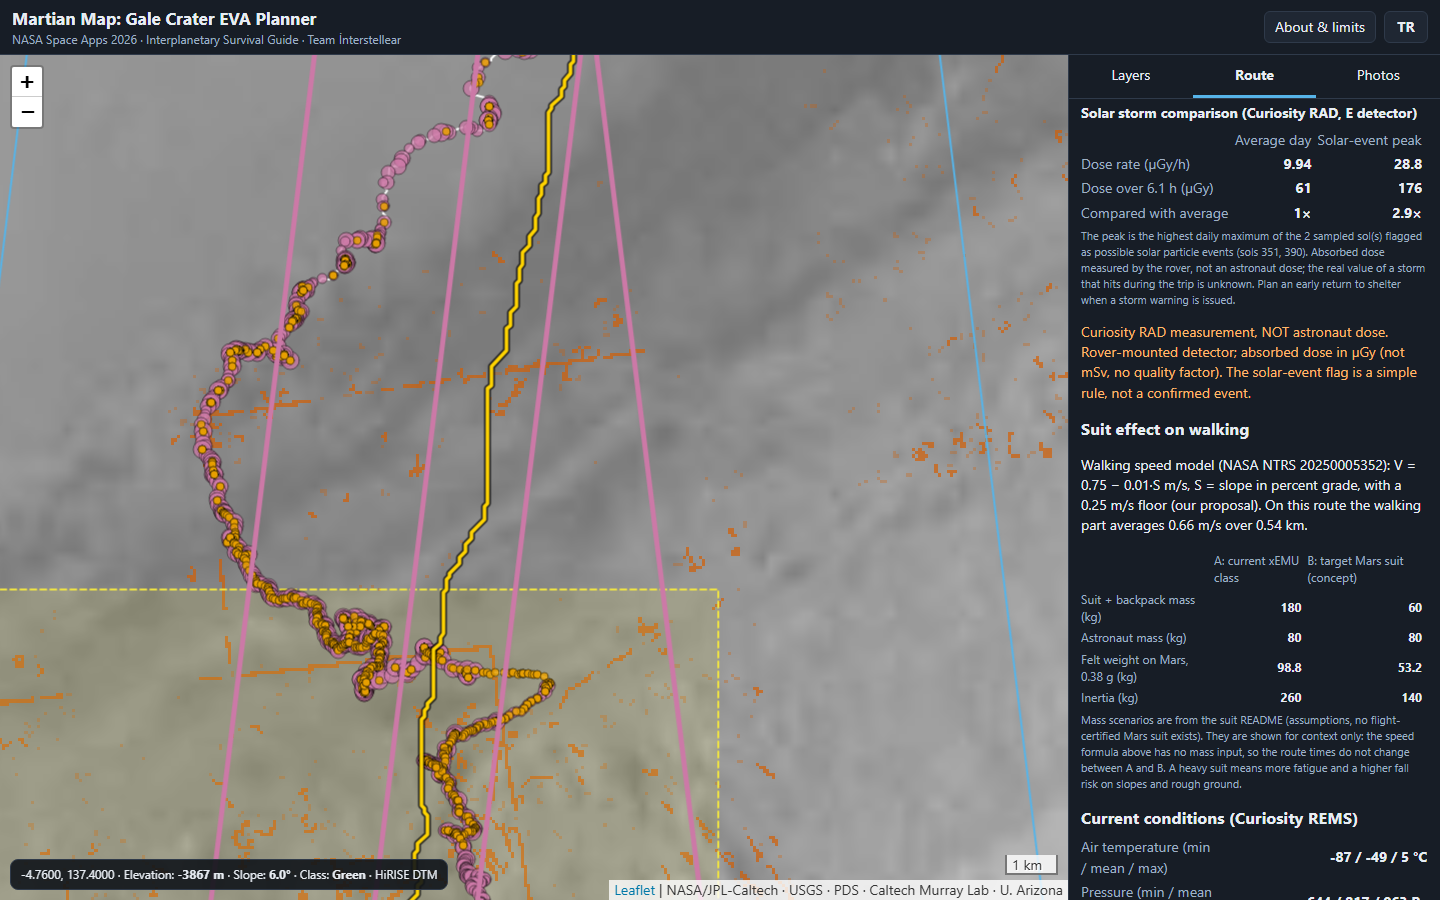 Martian Map: Gale Crater EVA Planner
NASA Space Apps 2026 · Interplanetary Survival Guide · Team İnterstellear
About & limits
TR
+
−
Layers
Route
Photos
Solar storm comparison (Curiosity RAD, E detector)
Average day Solar-event peak
Dose rate (µGy/h) 9.94 28.8
Dose over 6.1 h (µGy) 61 176
Compared with average 1× 2.9×
The peak is the highest daily maximum of the 2 sampled sol(s) flagged
as possible solar particle events (sols 351, 390). Absorbed dose
measured by the rover, not an astronaut dose; the real value of a storm
that hits during the trip is unknown. Plan an early return to shelter
when a storm warning is issued.
Curiosity RAD measurement, NOT astronaut dose.
Rover-mounted detector; absorbed dose in µGy (not
mSv, no quality factor). The solar-event flag is a simple
rule, not a confirmed event.
Suit effect on walking
Walking speed model (NASA NTRS 20250005352): V =
0.75 − 0.01·S m/s, S = slope in percent grade, with a
0.25 m/s floor (our proposal). On this route the walking
part averages 0.66 m/s over 0.54 km.
A: current xEMU B: target Mars suit
class (concept)
Suit + backpack mass
(kg) 180 60
Astronaut mass (kg) 80 80
Felt weight on Mars,
0.38 g (kg) 98.8 53.2
Inertia (kg) 260 140
Mass scenarios are from the suit README (assumptions, no flight-
certified Mars suit exists). They are shown for context only: the speed
formula above has no mass input, so the route times do not change
between A and B. A heavy suit means more fatigue and a higher fall
risk on slopes and rough ground.
Current conditions (Curiosity REMS)
Air temperature (min
/ mean / max) -87 / -49 / 5 °C
Pressure (min / mean
1 km
-4.7600, 137.4000 · Elevation: -3867 m · Slope: 6.0° · Class: Green · HiRISE DTM
Leaflet | NASA/JPL-Caltech · USGS · PDS · Caltech Murray Lab · U. Arizona